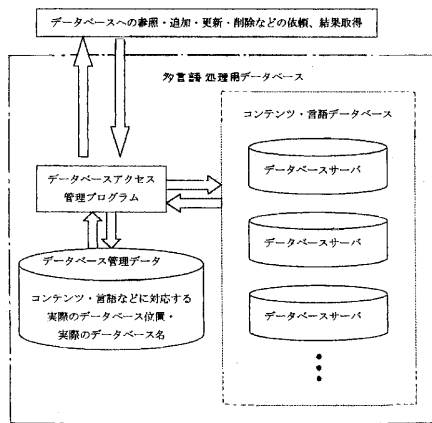 データベースへの参照・追加・更新・削除などの依頼、結果取得
多言語処理用データベース
コンテンツ・言語データベース
データベースサーバ
データベースアクセス
管理プログラム
データベースサーバ
データベース管理データ
コンテンツ・言語などに対応する
実際のデータベース位置・
実際のデータベース名
データベースサーバ